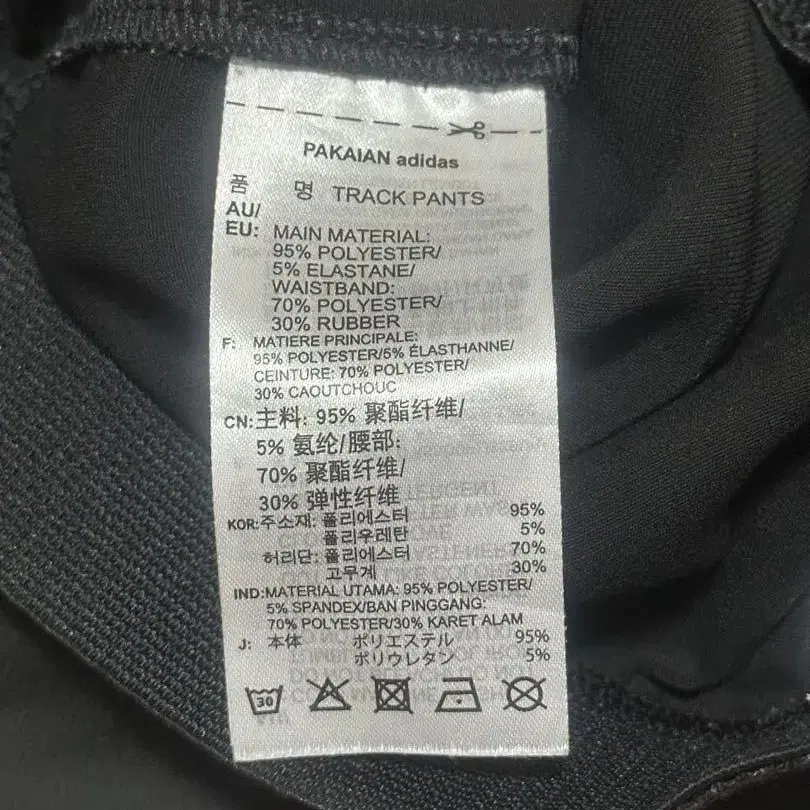 PAKAIAN adidas
품 명 TRACK PANTS
AU/
EU: MAIN MATERIAL:
95% POLYESTER/
5% ELASTANE/
WAISTBAND:
70% POLYESTER/
30% RUBBER
F: MATIERE PRINCIPALE:
95% POLYESTER/5% ÉLASTHANNE/
CEINTURE: 70% POLYESTER/
30% CAOUTCHOUC
CN:主料: 95% 聚酯纤维/
5% 氨纶/腰部:
70% 聚酯纤维/
30% 弹性纤维
KOR:주소재: 폴리에스터 95%
폴리우레탄 5%
허리단: 폴리에스터 70%
고무계 30%
IND:MATERIAL UTAMA: 95% POLYESTER/
5% SPANDEX/BAN PINGGANG:
70% POLYESTER/30% KARET ALAM
J: 本体 ポリエステル 95%
ポリウレタン 5%
30